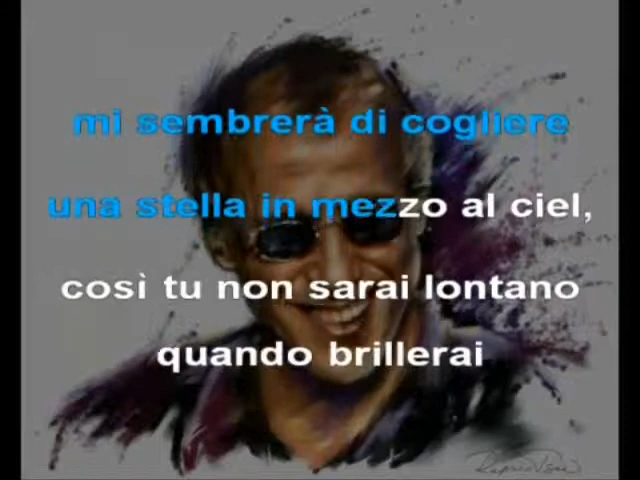 mi sembrerà di cogliere
una stella in mezzo al ciel,
così tu non sarai lontano
quando brillerai